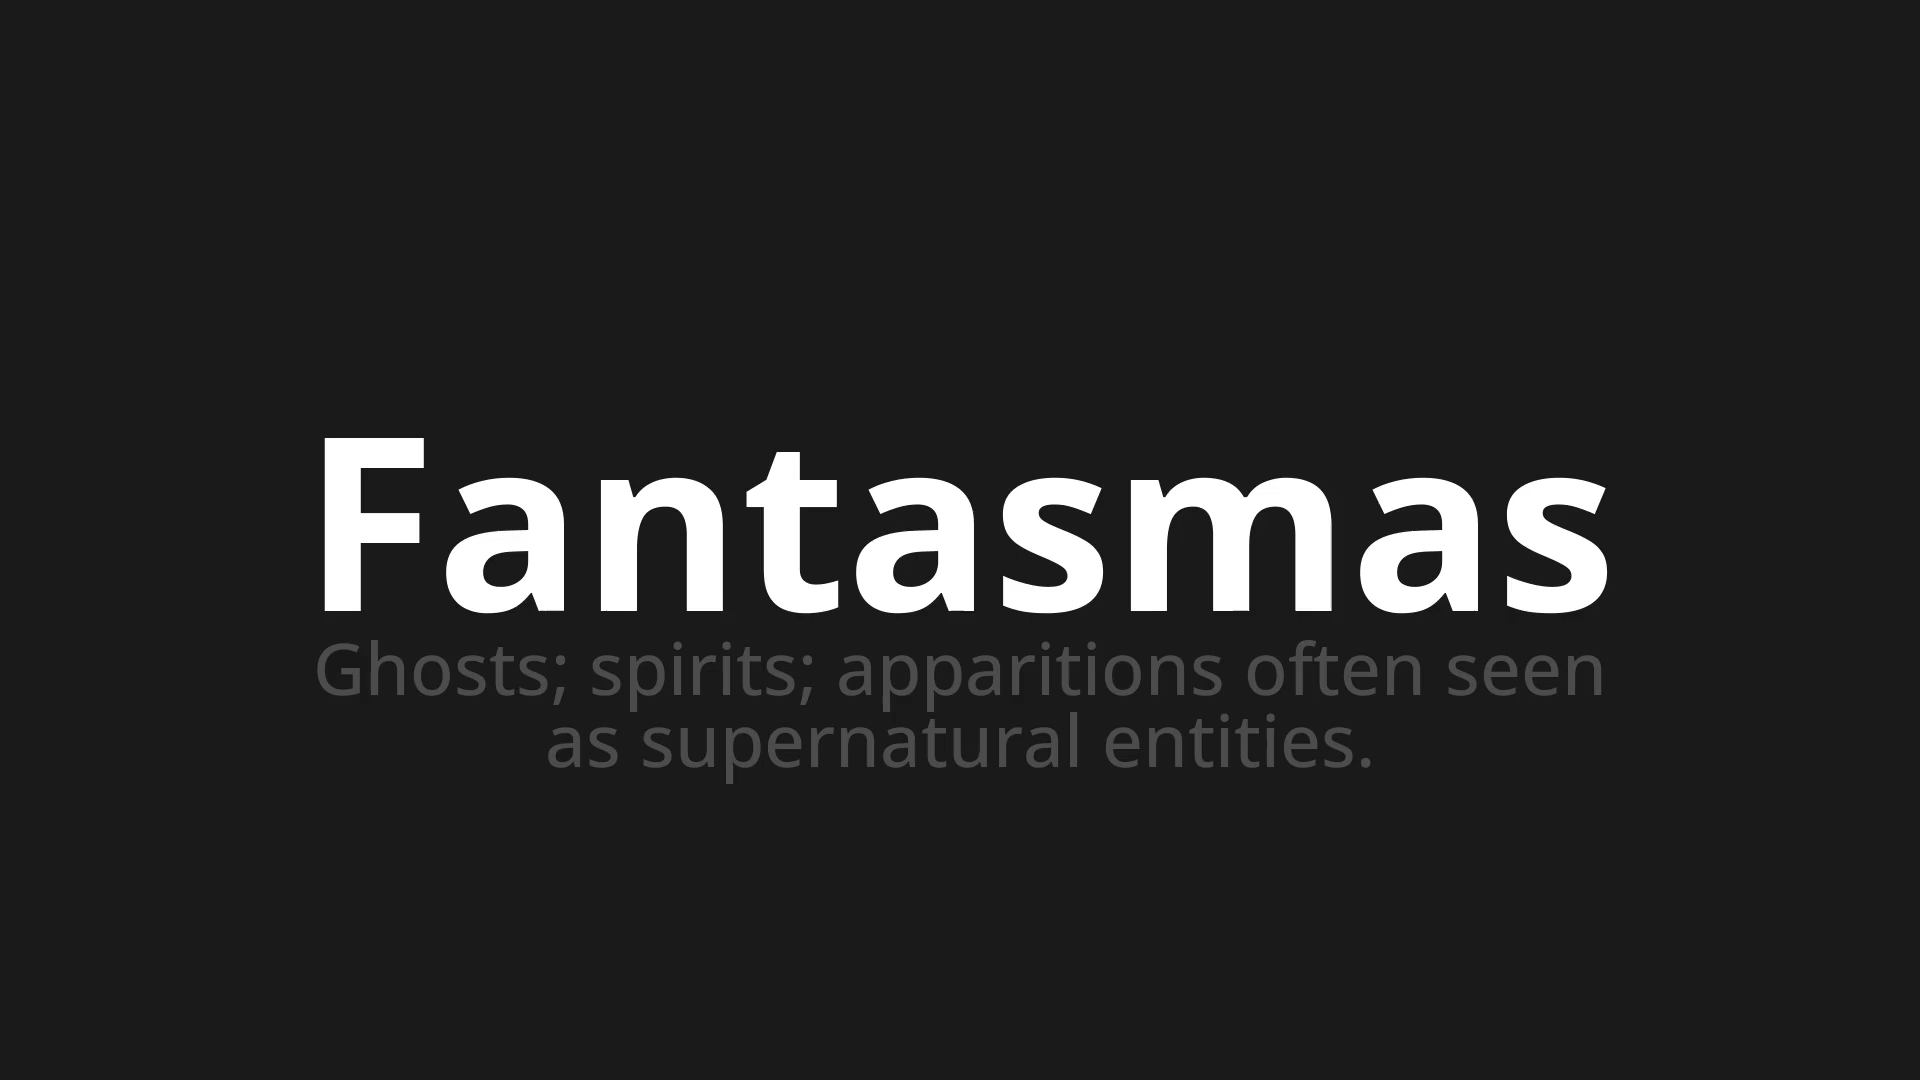 Fantasmas
Ghosts; spirits; apparitions often seen
as supernatural entities.